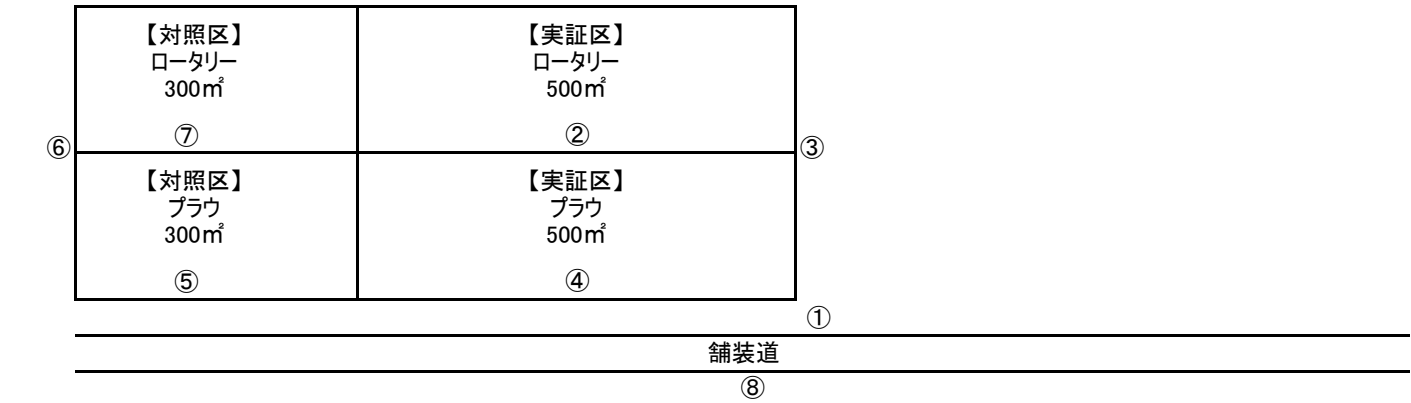 【対照区】
ロータリー
300㎡
⑦
【実証区】
ロータリー
500㎡
②
⑥
③
【対照区】
プラウ
300㎡
⑤
【実証区】
プラウ
500㎡
④
①
舗装道
⑧